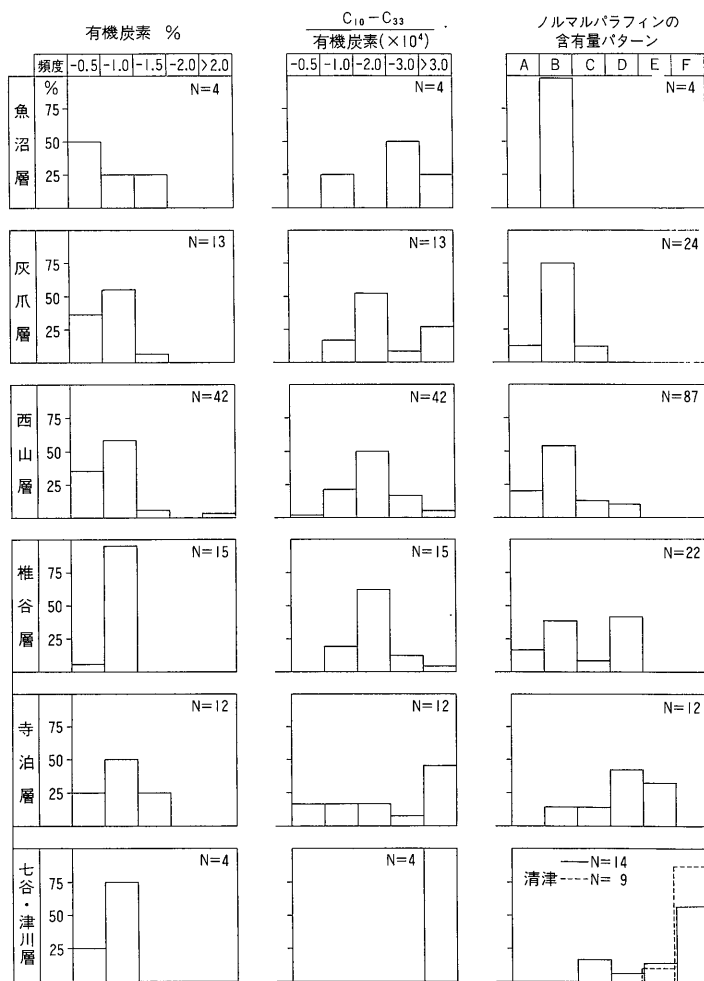 有機炭素 %
C₁₀−C₃₃
有機炭素(×10⁴)
ノルマルパラフィンの
含有量パターン
頻度 -0.5 -1.0 -1.5 -2.0 >2.0
-0.5 -1.0 -2.0 -3.0 >3.0
A B C D E F
魚沼層
%
75
50
25
N=4
N=4
N=4
灰爪層
75
50
25
N=13
N=13
N=24
西山層
75
50
25
N=42
N=42
N=87
椎谷層
75
50
25
N=15
N=15
N=22
寺泊層
75
50
25
N=12
N=12
N=12
七谷・津川層
75
50
25
N=4
N=4
N=14
清津 N= 9